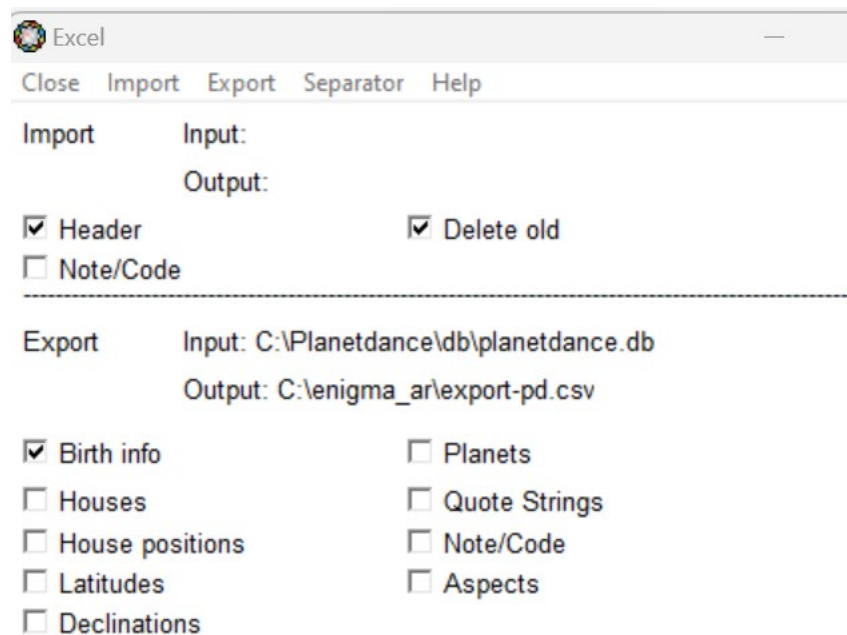 Excel
Close Import Export Separator Help
Import Input:
Output:
Header Delete old
Note/Code
Export Input: C:\Planetdance\db\planetdance.db
Output: C:\enigma_ar\export-pd.csv
Birth info Planets
Houses Quote Strings
House positions Note/Code
Latitudes Aspects
Declinations